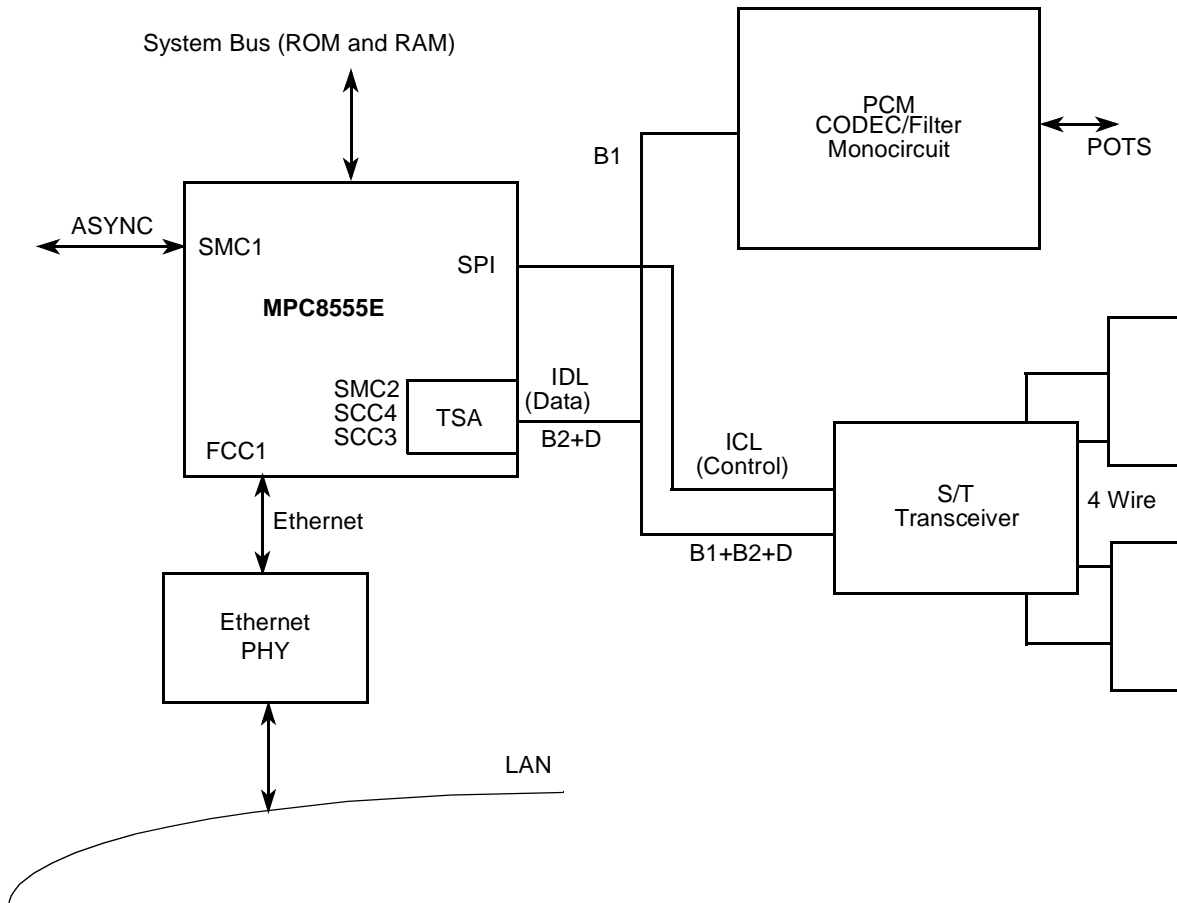 System Bus (ROM and RAM)
PCM
CODEC/Filter
Monocircuit
POTS
B1
ASYNC
SMC1
SPI
MPC8555E
SMC2
SCC4
SCC3
TSA
IDL
(Data)
B2+D
FCC1
ICL
(Control)
S/T
Transceiver
4 Wire
B1+B2+D
Ethernet
Ethernet
PHY
LAN